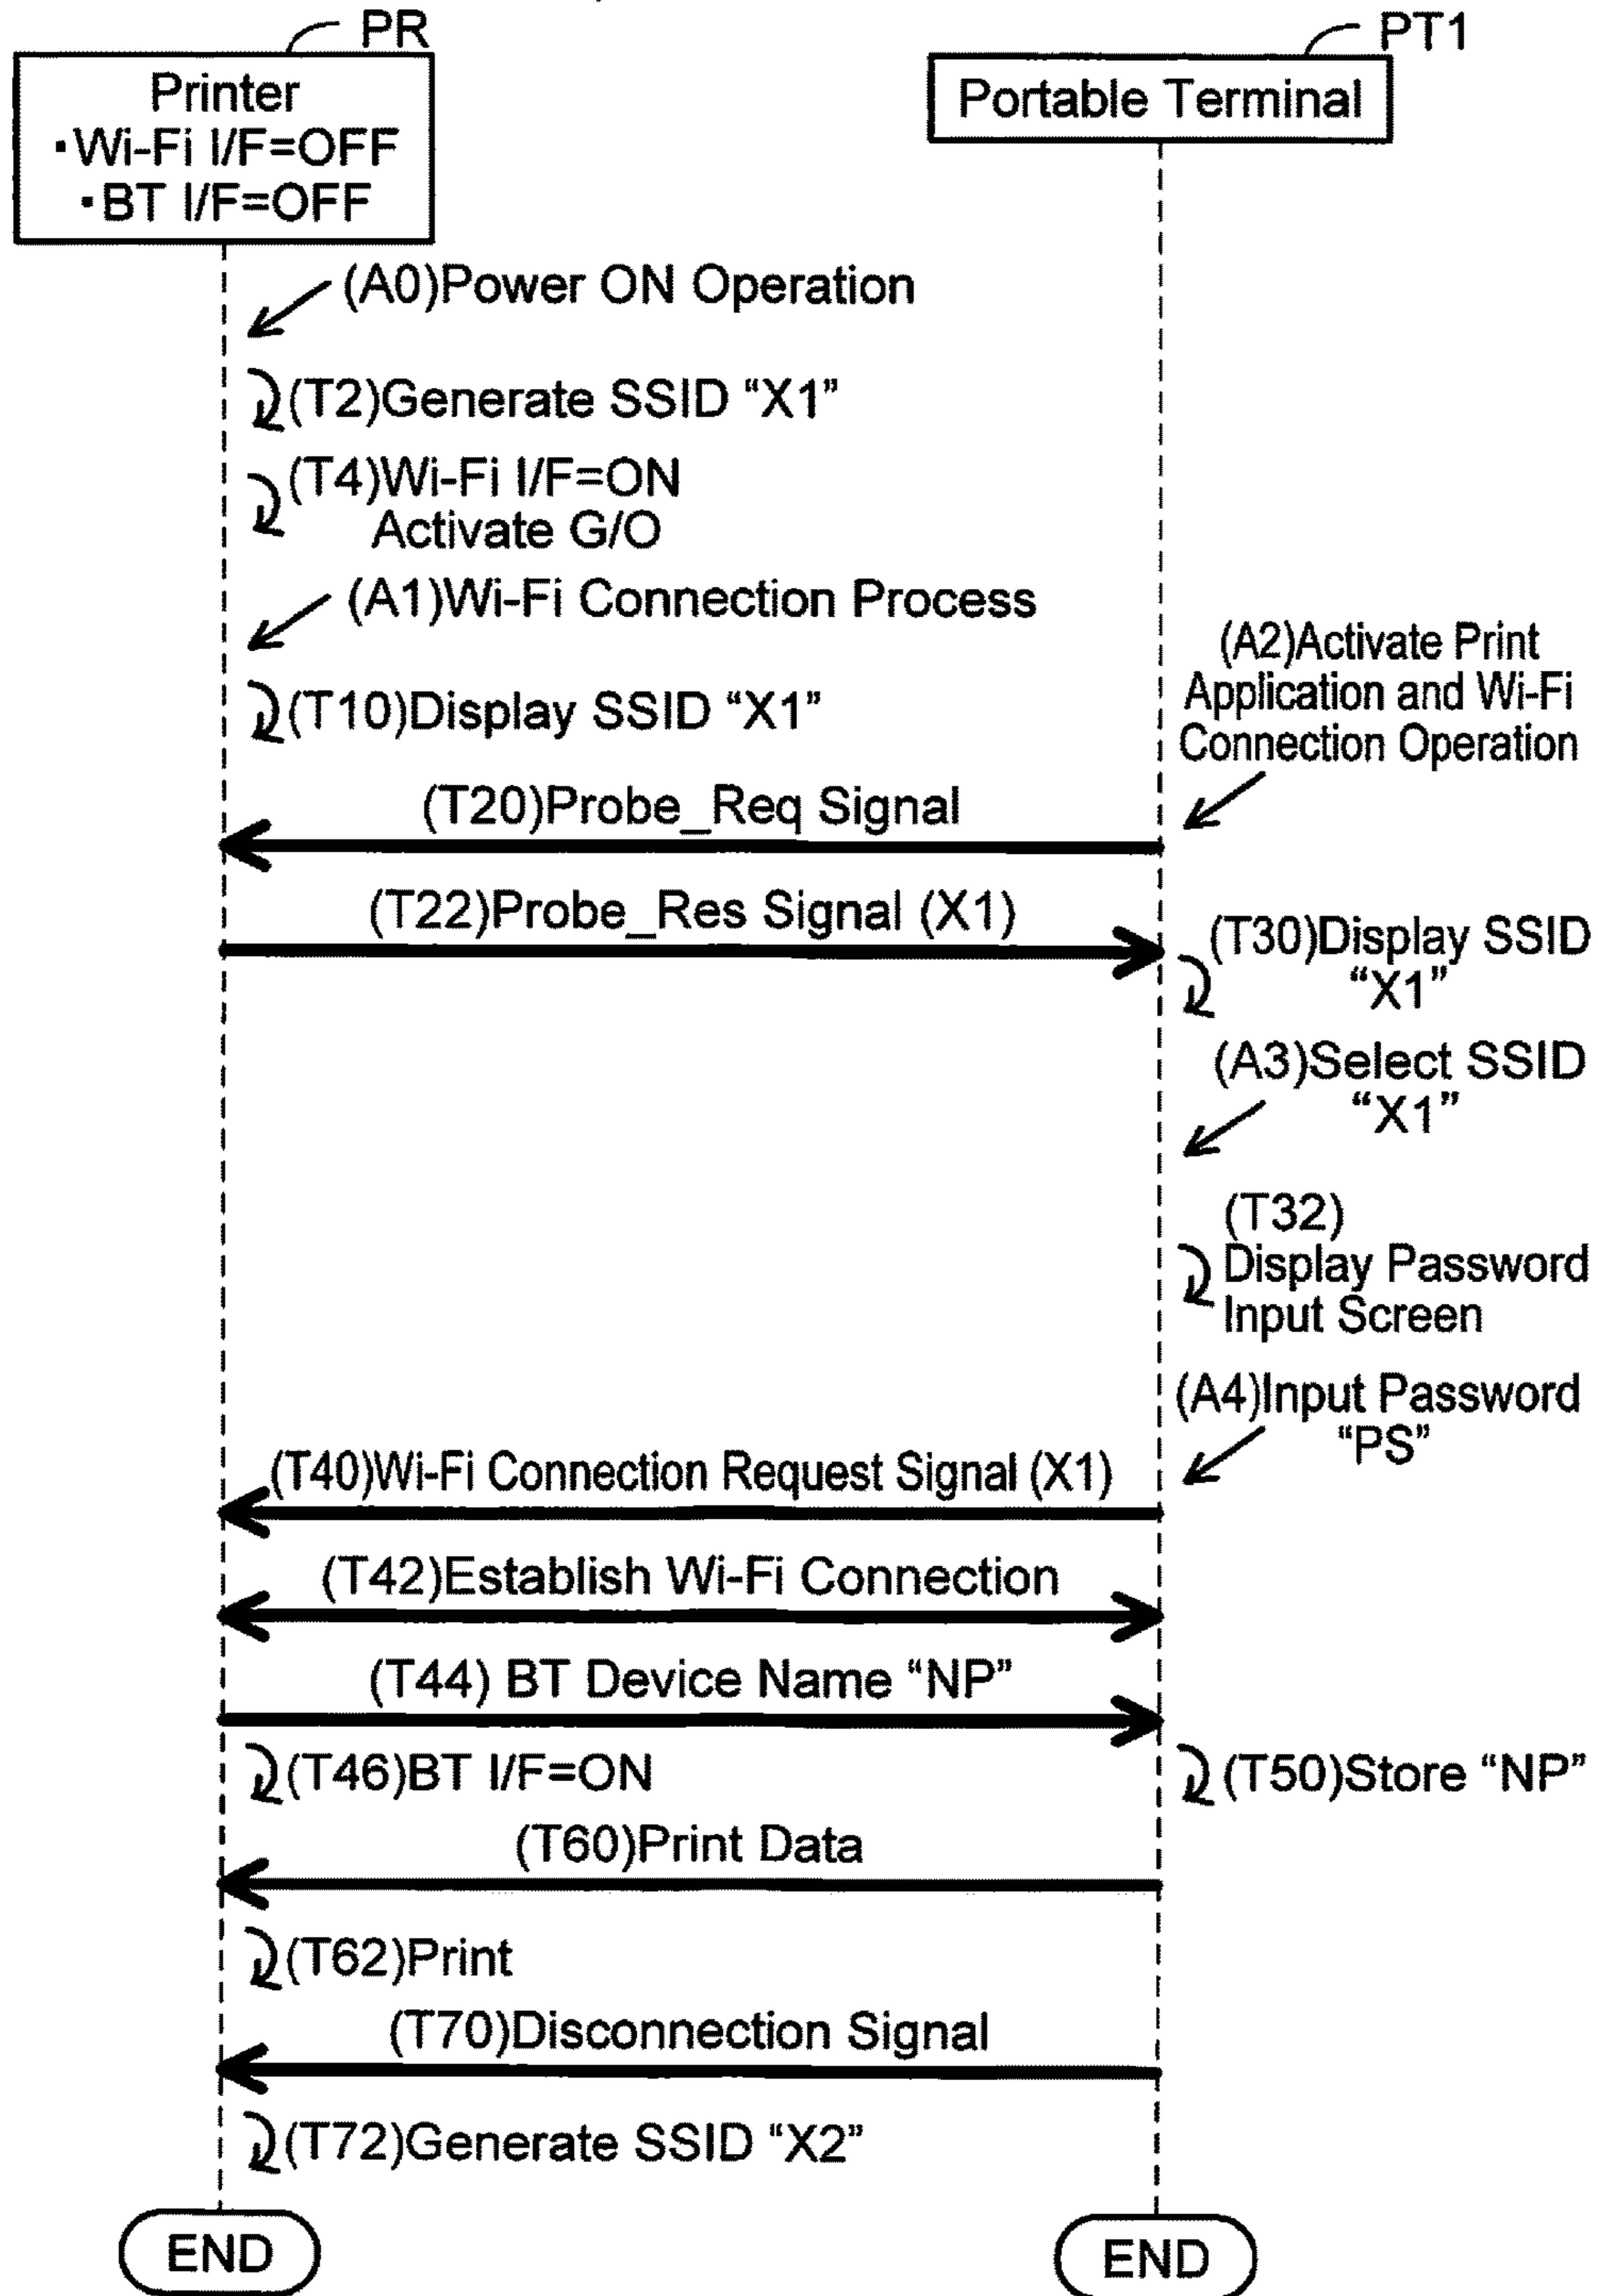 PR
PT1
Printer
・Wi-Fi I/F=OFF
・BT I/F=OFF
Portable Terminal
(A0)Power ON Operation
(T2)Generate SSID “X1”
(T4)Wi-Fi I/F=ON
Activate G/O
(A1)Wi-Fi Connection Process
(A2)Activate Print
Application and Wi-Fi
Connection Operation
(T10)Display SSID “X1”
(T20)Probe_Req Signal
(T22)Probe_Res Signal (X1)
(T30)Display SSID
“X1”
(A3)Select SSID
“X1”
(T32)
Display Password
Input Screen
(A4)Input Password
“PS”
(T40)Wi-Fi Connection Request Signal (X1)
(T42)Establish Wi-Fi Connection
(T44) BT Device Name “NP”
(T46)BT I/F=ON
(T50)Store “NP”
(T60)Print Data
(T62)Print
(T70)Disconnection Signal
(T72)Generate SSID “X2”
END
END